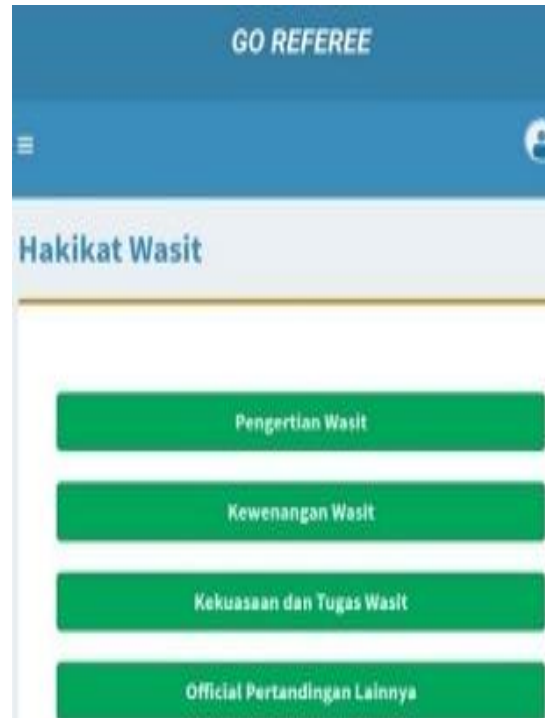 GO REFEREE
Hakikat Wasit
Pengertian Wasit
Kewenangan Wasit
Kekuasaan dan Tugas Wasit
Official Pertandingan Lainnya